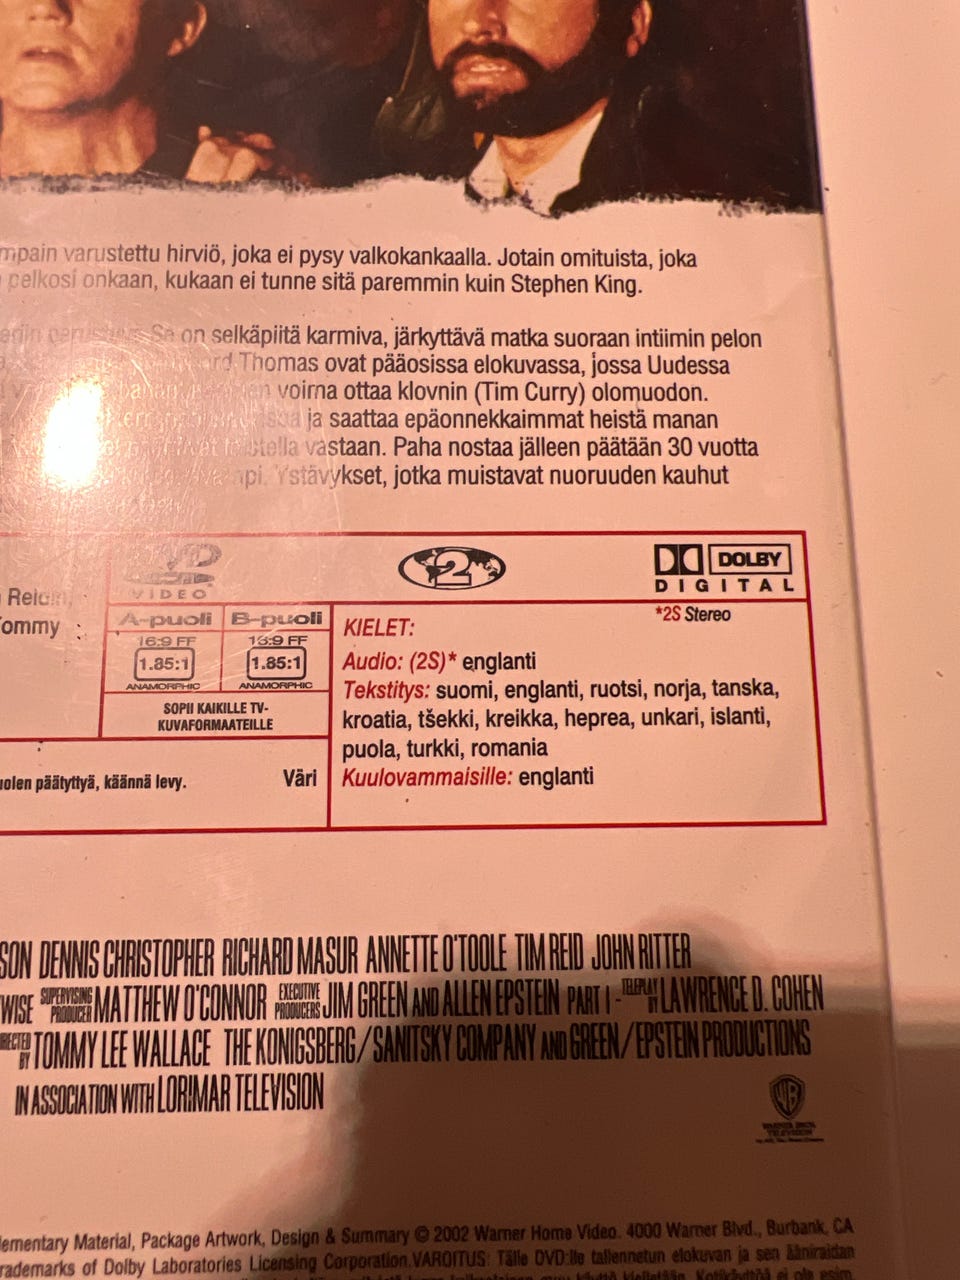 mpain varustettu hirviö, joka ei pysy valkokankaalla. Jotain omituista, joka
pelkosi onkaan, kukaan ei tunne sitä paremmin kuin Stephen King.
Se on selkäpiitä karmiva, järkyttävä matka suoraan intiimin pelon
Thomas ovat pääosissa elokuvassa, jossa Uudessa
voima ottaa klovnin (Tim Curry) olomuodon.
ja saattaa epäonnekkaimmat heistä manan
vastaan. Paha nostaa jälleen päätään 30 vuotta
Ystävykset, jotka muistavat nuoruuden kauhut
DVD
VIDEO
2
DOLBY
DIGITAL
*2S Stereo
ommy
A-puoli B-puoli
16:9 FF 16:9 FF
1.85:1 1.85:1
ANAMORPHIC ANAMORPHIC
SOPII KAIKILLE TV-
KUVAFORMAATEILLE
KIELET:
Audio: (2S)* englanti
Tekstitys: suomi, englanti, ruotsi, norja, tanska,
kroatia, tšekki, kreikka, heprea, unkari, islanti,
puola, turkki, romania
Kuulovammaisille: englanti
uolen päätyttyä, käännä levy. Väri
SON DENNIS CHRISTOPHER RICHARD MASUR ANNETTE O'TOOLE TIM REID JOHN RITTER
WISE SUPERVISING PRODUCER MATTHEW O'CONNOR EXECUTIVE PRODUCERS JIM GREEN AND ALLEN EPSTEIN PART I - TELEPLAY BY LAWRENCE D. COHEN
RECTED BY TOMMY LEE WALLACE THE KONIGSBERG/SANITSKY COMPANY AND GREEN/EPSTEIN PRODUCTIONS
IN ASSOCIATION WITH LORIMAR TELEVISION
WB
lementary Material, Package Artwork, Design & Summary © 2002 Warner Home Video. 4000 Warner Blvd., Burbank, CA
rademarks of Dolby Laboratories Licensing Corporation. VAROITUS: Tälle DVD:lle tallennetun elokuvan ja sen ääniraidan